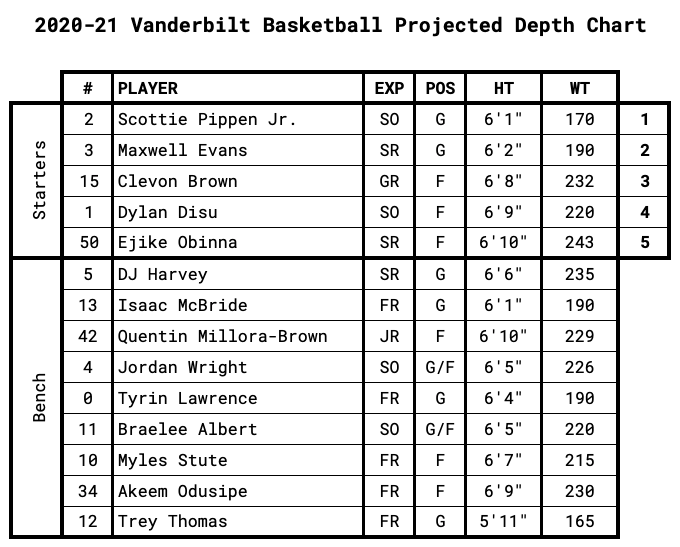 2020-21 Vanderbilt Basketball Projected Depth Chart
# PLAYER EXP POS HT WT
Starters
2 Scottie Pippen Jr. SO G 6'1" 170 1
3 Maxwell Evans SR G 6'2" 190 2
15 Clevon Brown GR F 6'8" 232 3
1 Dylan Disu SO F 6'9" 220 4
50 Ejike Obinna SR F 6'10" 243 5
Bench
5 DJ Harvey SR G 6'6" 235
13 Isaac McBride FR G 6'1" 190
42 Quentin Millora-Brown JR F 6'10" 229
4 Jordan Wright SO G/F 6'5" 226
0 Tyrin Lawrence FR G 6'4" 190
11 Braelee Albert SO G/F 6'5" 220
10 Myles Stute FR F 6'7" 215
34 Akeem Odusipe FR F 6'9" 230
12 Trey Thomas FR G 5'11" 165